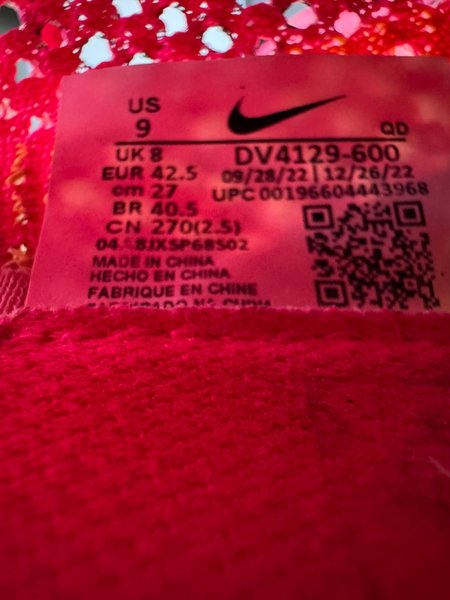 US
9
QD
UK 8
EUR 42.5
cm 27
BR 40.5
CN 270(2.5)
DV4129-600
09/28/22 12/26/22
UPC 00196604443968
MADE IN CHINA
HECHO EN CHINA
FABRIQUE EN CHINE